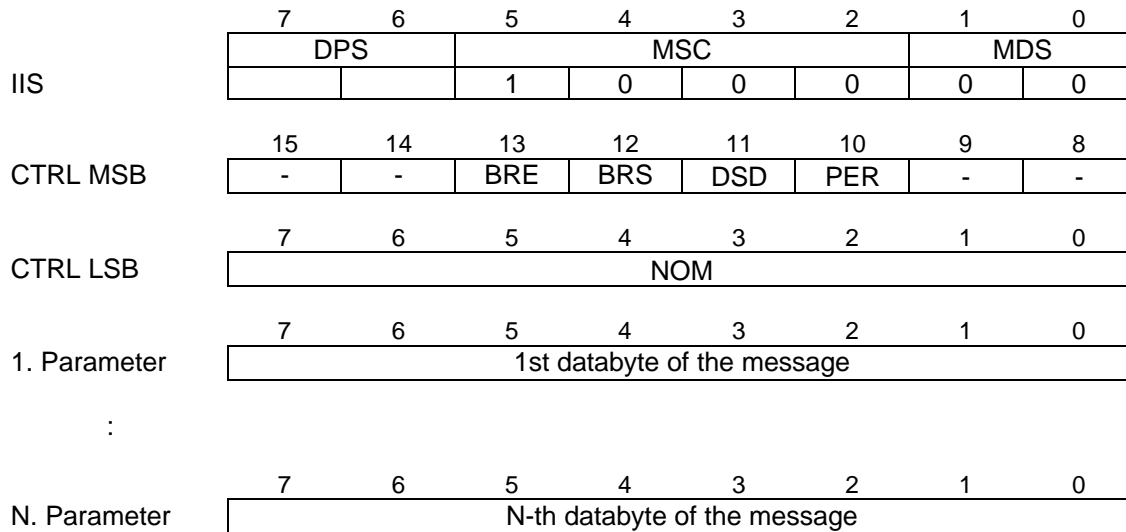 7 6 5 4 3 2 1 0
DPS MSC MDS
IIS 1 0 0 0 0 0
15 14 13 12 11 10 9 8
CTRL MSB - - BRE BRS DSD PER - -
7 6 5 4 3 2 1 0
CTRL LSB NOM
7 6 5 4 3 2 1 0
1. Parameter 1st databyte of the message
:
7 6 5 4 3 2 1 0
N. Parameter N-th databyte of the message